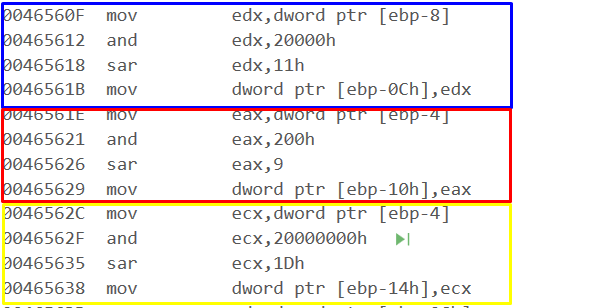 0046560F mov edx,dword ptr [ebp-8]
00465612 and edx,20000h
00465618 sar edx,11h
0046561B mov dword ptr [ebp-0Ch],edx
0046561E mov eax,dword ptr [ebp-4]
00465621 and eax,200h
00465626 sar eax,9
00465629 mov dword ptr [ebp-10h],eax
0046562C mov ecx,dword ptr [ebp-4]
0046562F and ecx,20000000h
00465635 sar ecx,1Dh
00465638 mov dword ptr [ebp-14h],ecx